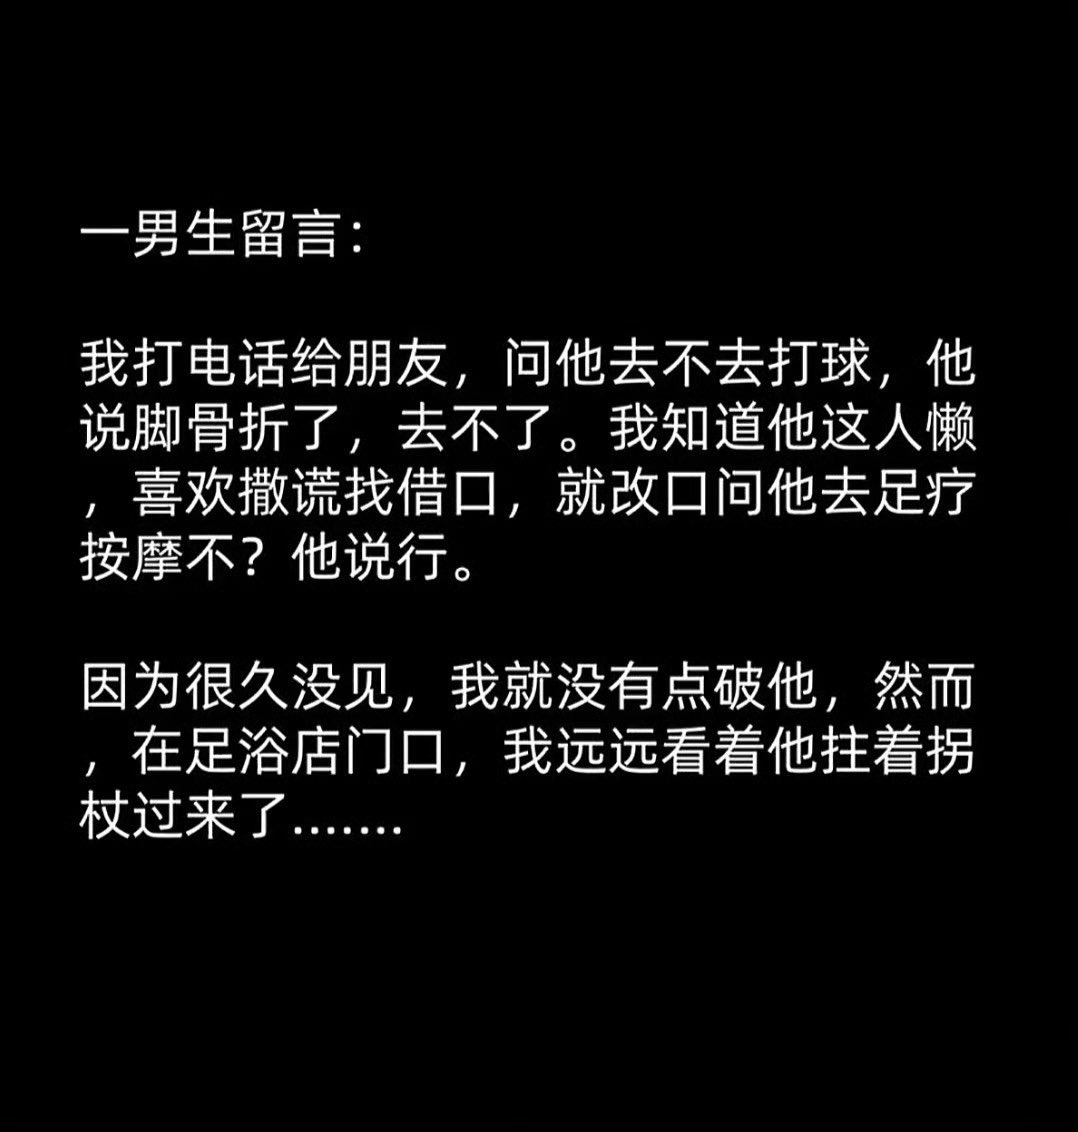 一男生留言：
我打电话给朋友，问他去不去打球，他
说脚骨折了，去不了。我知道他这人懒
，喜欢撒谎找借口，就改口问他去足疗
按摩不？他说行。
因为很久没见，我就没有点破他，然而
，在足浴店门口，我远远看着他拄着拐
杖过来了.......